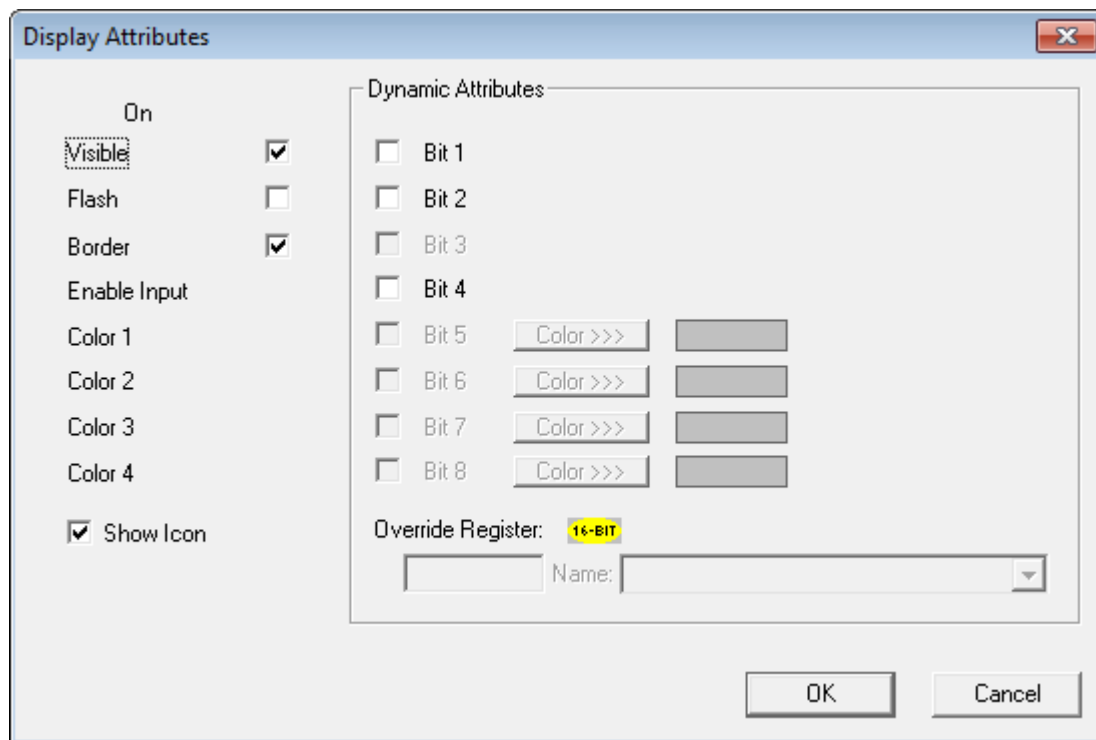 Display Attributes
On
Dynamic Attributes
Visible
Bit 1
Flash
Bit 2
Border
Bit 3
Enable Input
Bit 4
Color 1
Bit 5 Color >>>
Color 2
Bit 6 Color >>>
Color 3
Bit 7 Color >>>
Color 4
Bit 8 Color >>>
Show Icon
Override Register: 16-BIT
Name:
OK Cancel